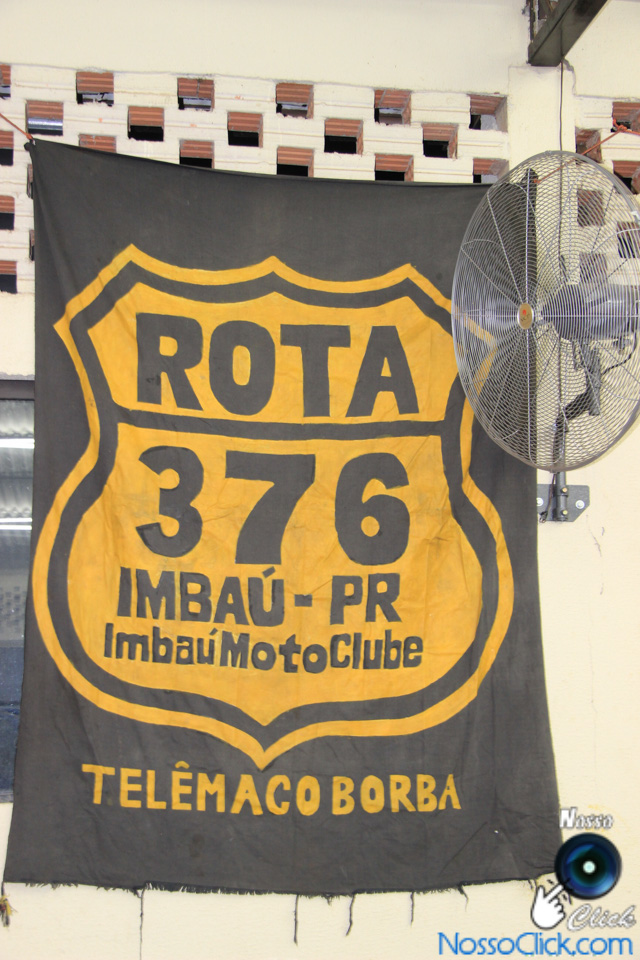 ROTA
376
IMBAÚ - PR
ImbaúMotoClube
TELÊMACO BORBA
Nosso
Click
NossoClick.com